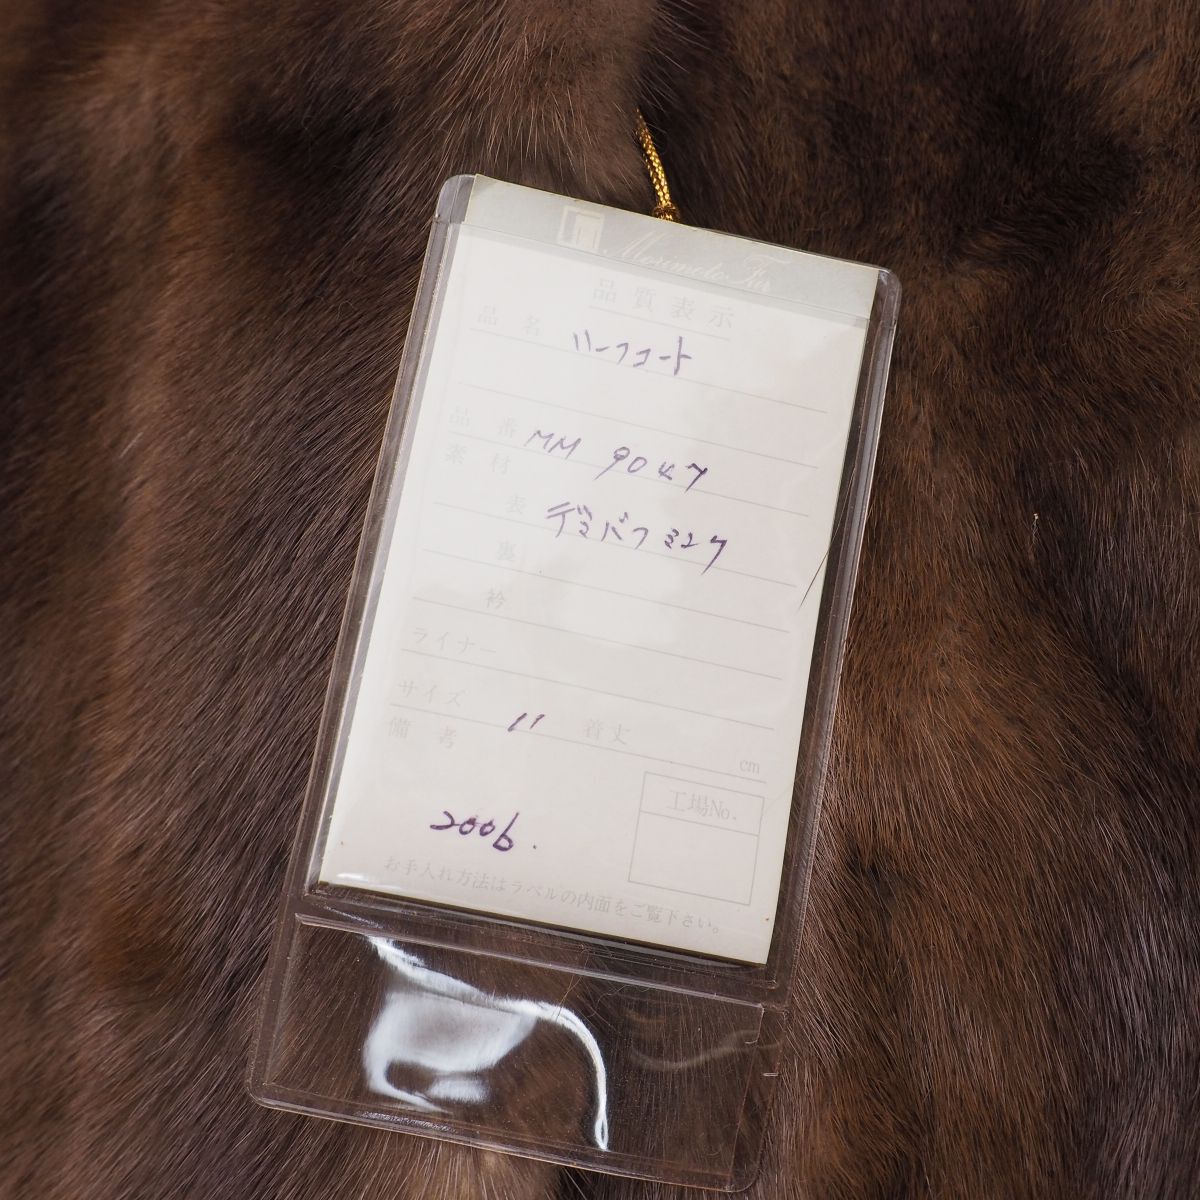 Morimoto Fur
品質表示
品名 ハーフコート
品番 MM 9047
素材
表 デミバフミンク
裏
衿
ライナー
サイズ 11 着丈 cm
備考
工場No.
2006.
お手入れ方法はラベルの内面をご覧下さい。